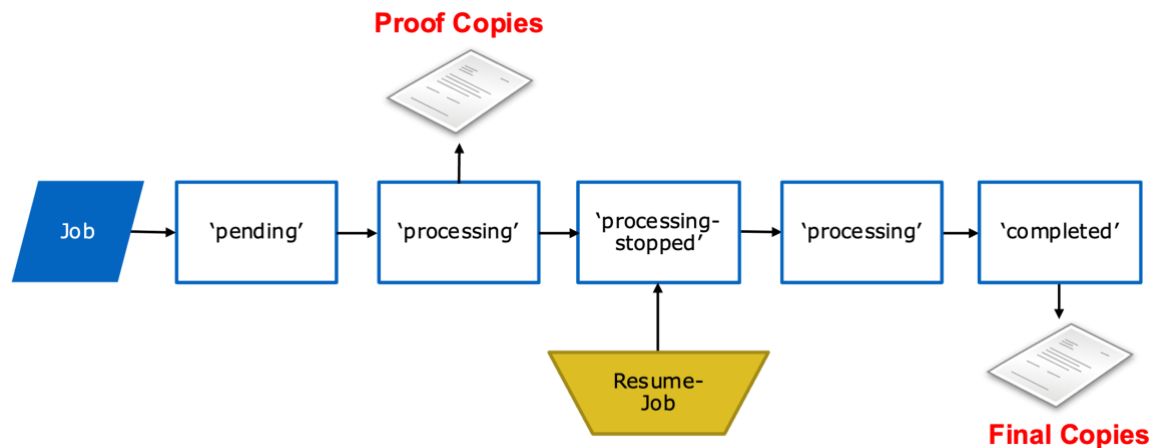 Proof Copies
Job
‘pending’
‘processing’
‘processing-
stopped’
‘processing’
‘completed’
Resume-
Job
Final Copies